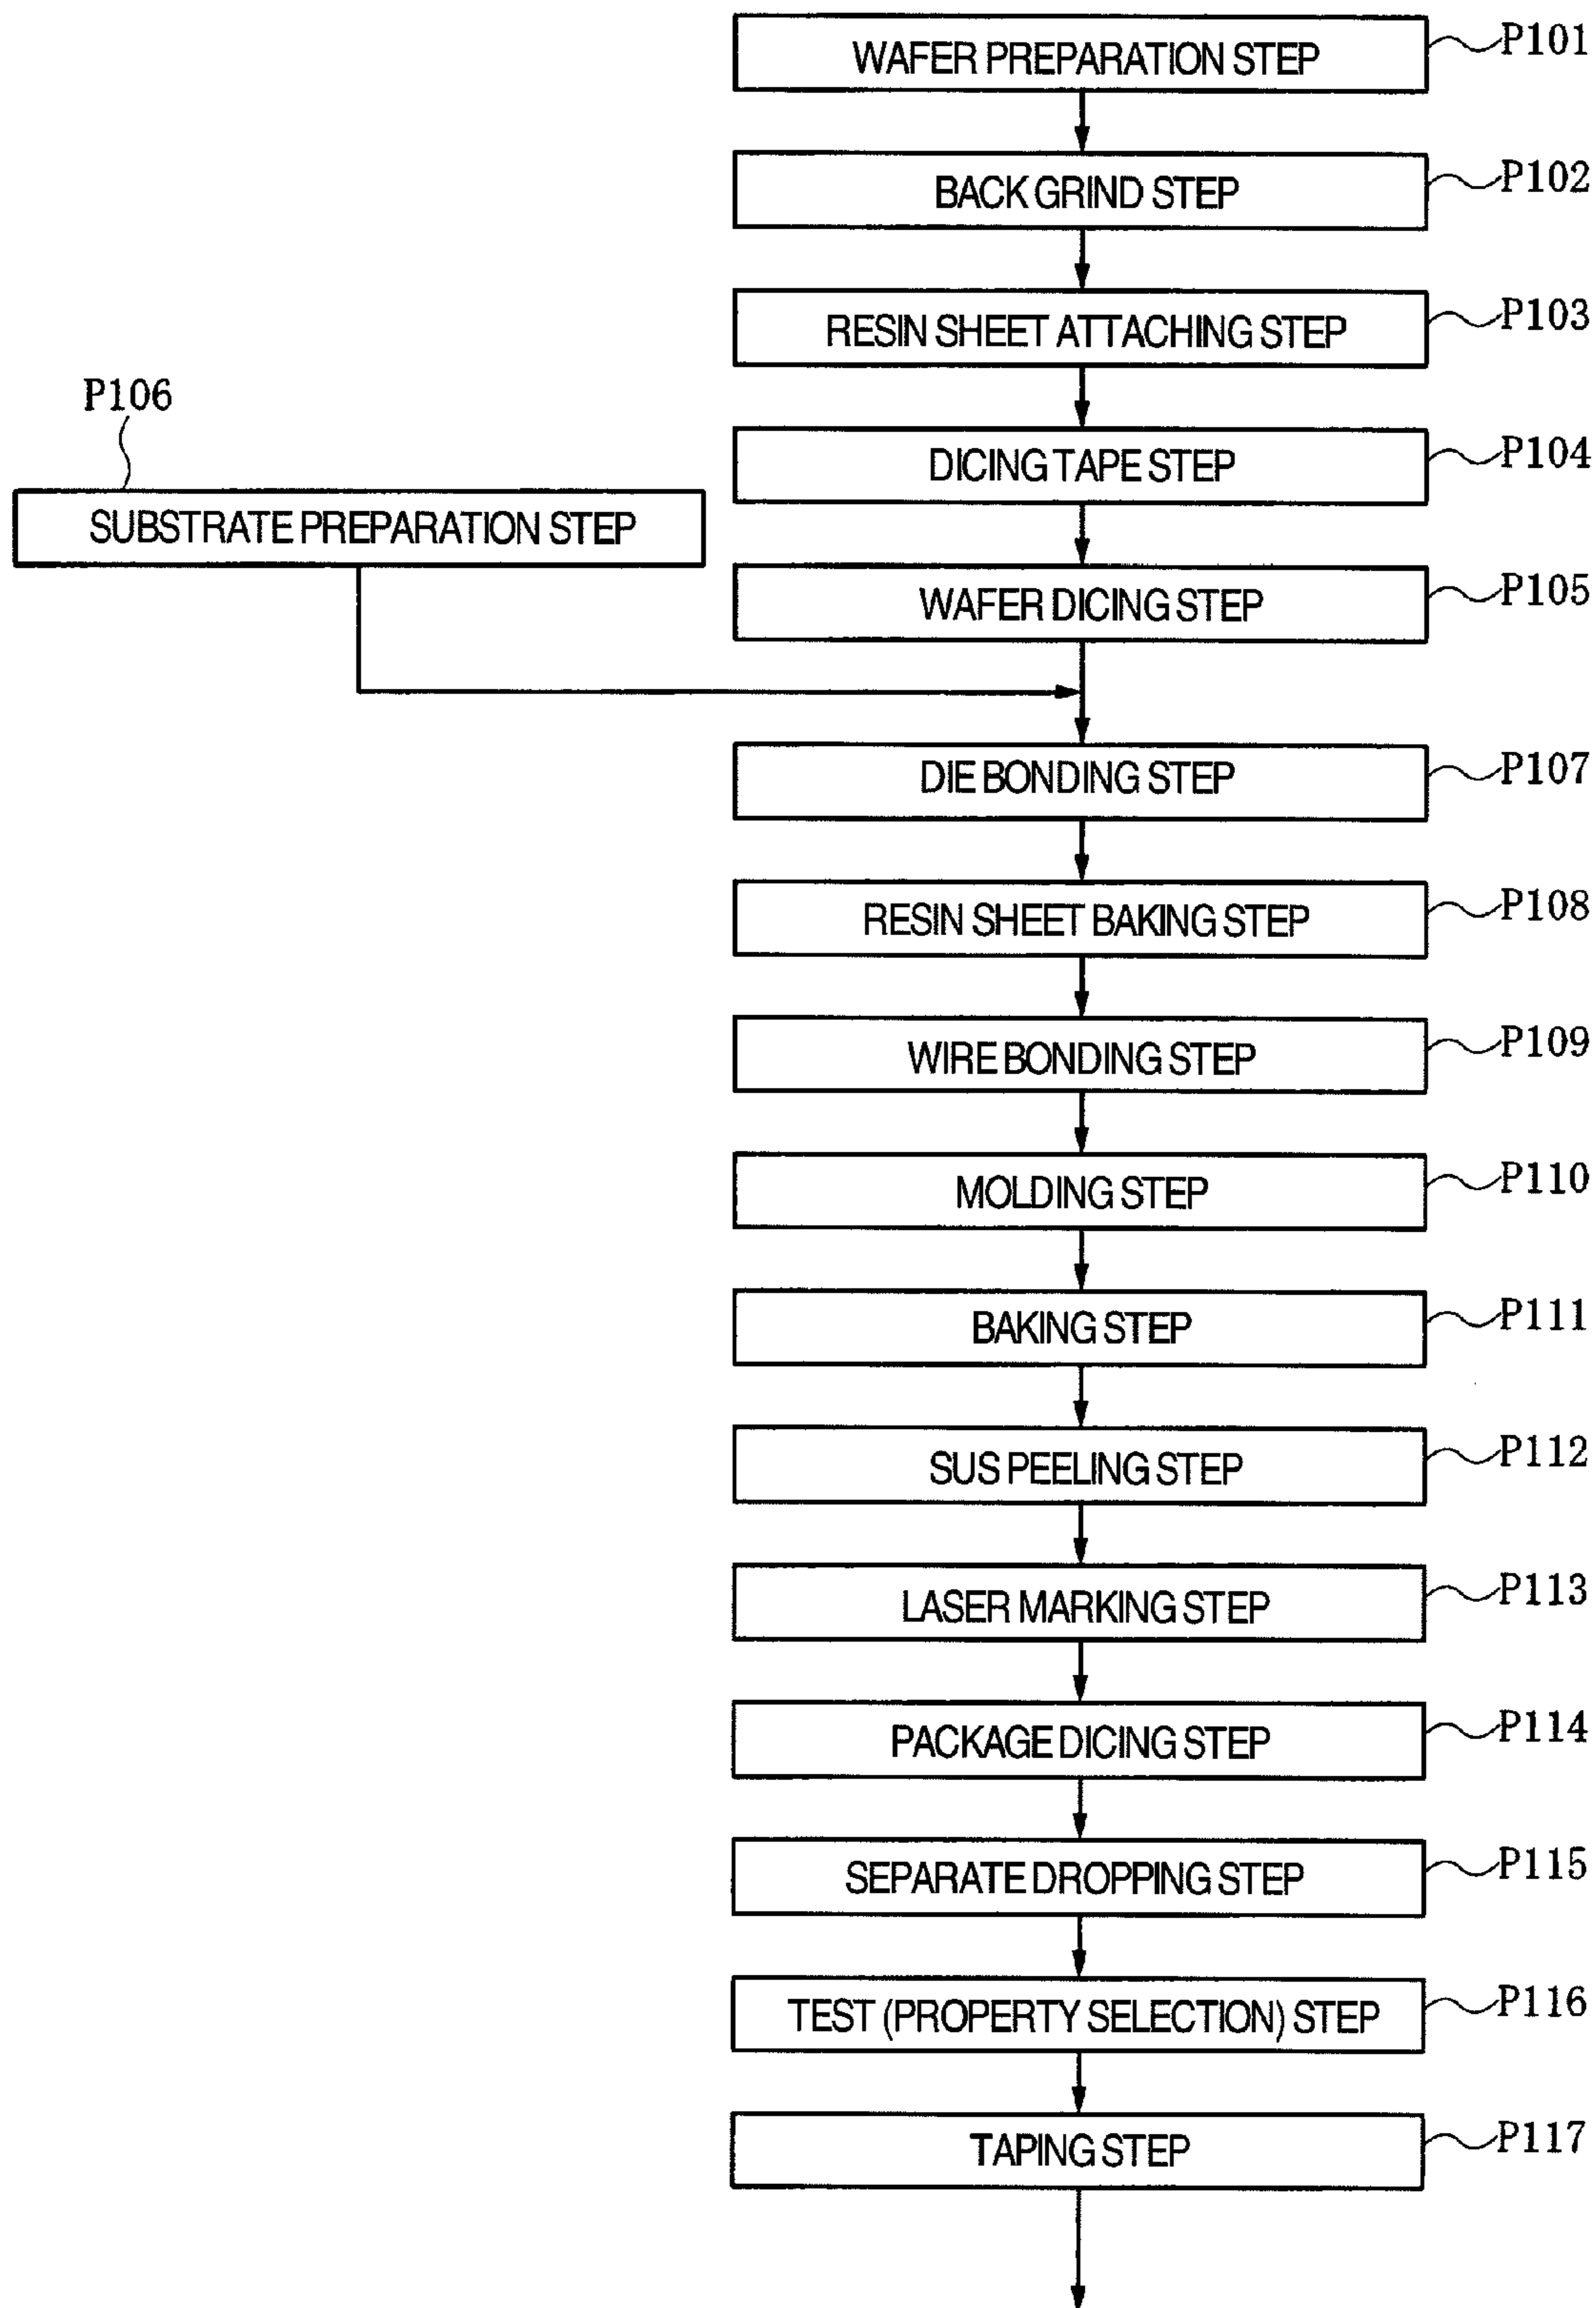 WAFER PREPARATION STEP P101
BACK GRIND STEP P102
RESIN SHEET ATTACHING STEP P103
P106
DICING TAPE STEP P104
SUBSTRATE PREPARATION STEP
WAFER DICING STEP P105
DIE BONDING STEP P107
RESIN SHEET BAKING STEP P108
WIRE BONDING STEP P109
MOLDING STEP P110
BAKING STEP P111
SUS PEELING STEP P112
LASER MARKING STEP P113
PACKAGE DICING STEP P114
SEPARATE DROPPING STEP P115
TEST (PROPERTY SELECTION) STEP P116
TAPING STEP P117